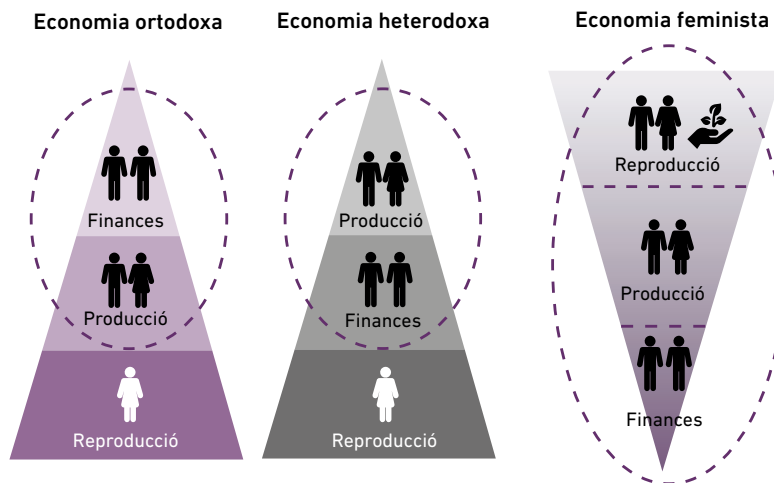 Economia ortodoxa
Finances
Producció
Reproducció
Economia heterodoxa
Producció
Finances
Reproducció
Economia feminista
Reproducció
Producció
Finances